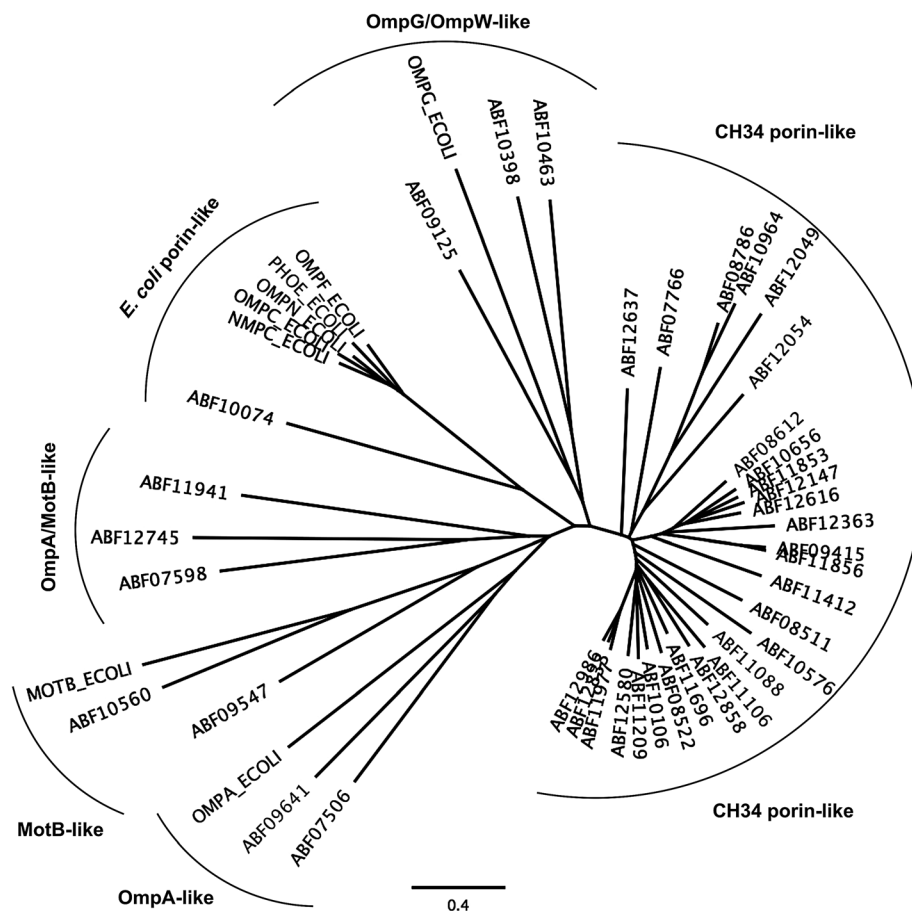 OmpG/OmpW-like
OMPG_ECOLI
ABF10398
ABF10463
ABF09125
CH34 porin-like
ABF12637
ABF07766
ABF08786
ABF10964
ABF12049
ABF12054
ABF08612
ABF10656
ABF11853
ABF12147
ABF12616
ABF12363
ABF09415
ABF11856
ABF11412
ABF08511
ABF10576
ABF11088
ABF11106
ABF12858
ABF11696
ABF08522
ABF10106
ABF11209
ABF12580
ABF11977
ABF12986
CH34 porin-like
E. coli porin-like
OMPF_ECOLI
PHOE_ECOLI
OMPN_ECOLI
OMPC_ECOLI
NMPC_ECOLI
ABF10074
OmpA/MotB-like
ABF11941
ABF12745
ABF07598
MOTB_ECOLI
ABF10560
ABF09547
MotB-like
OMPA_ECOLI
ABF09641
ABF07506
OmpA-like
0.4